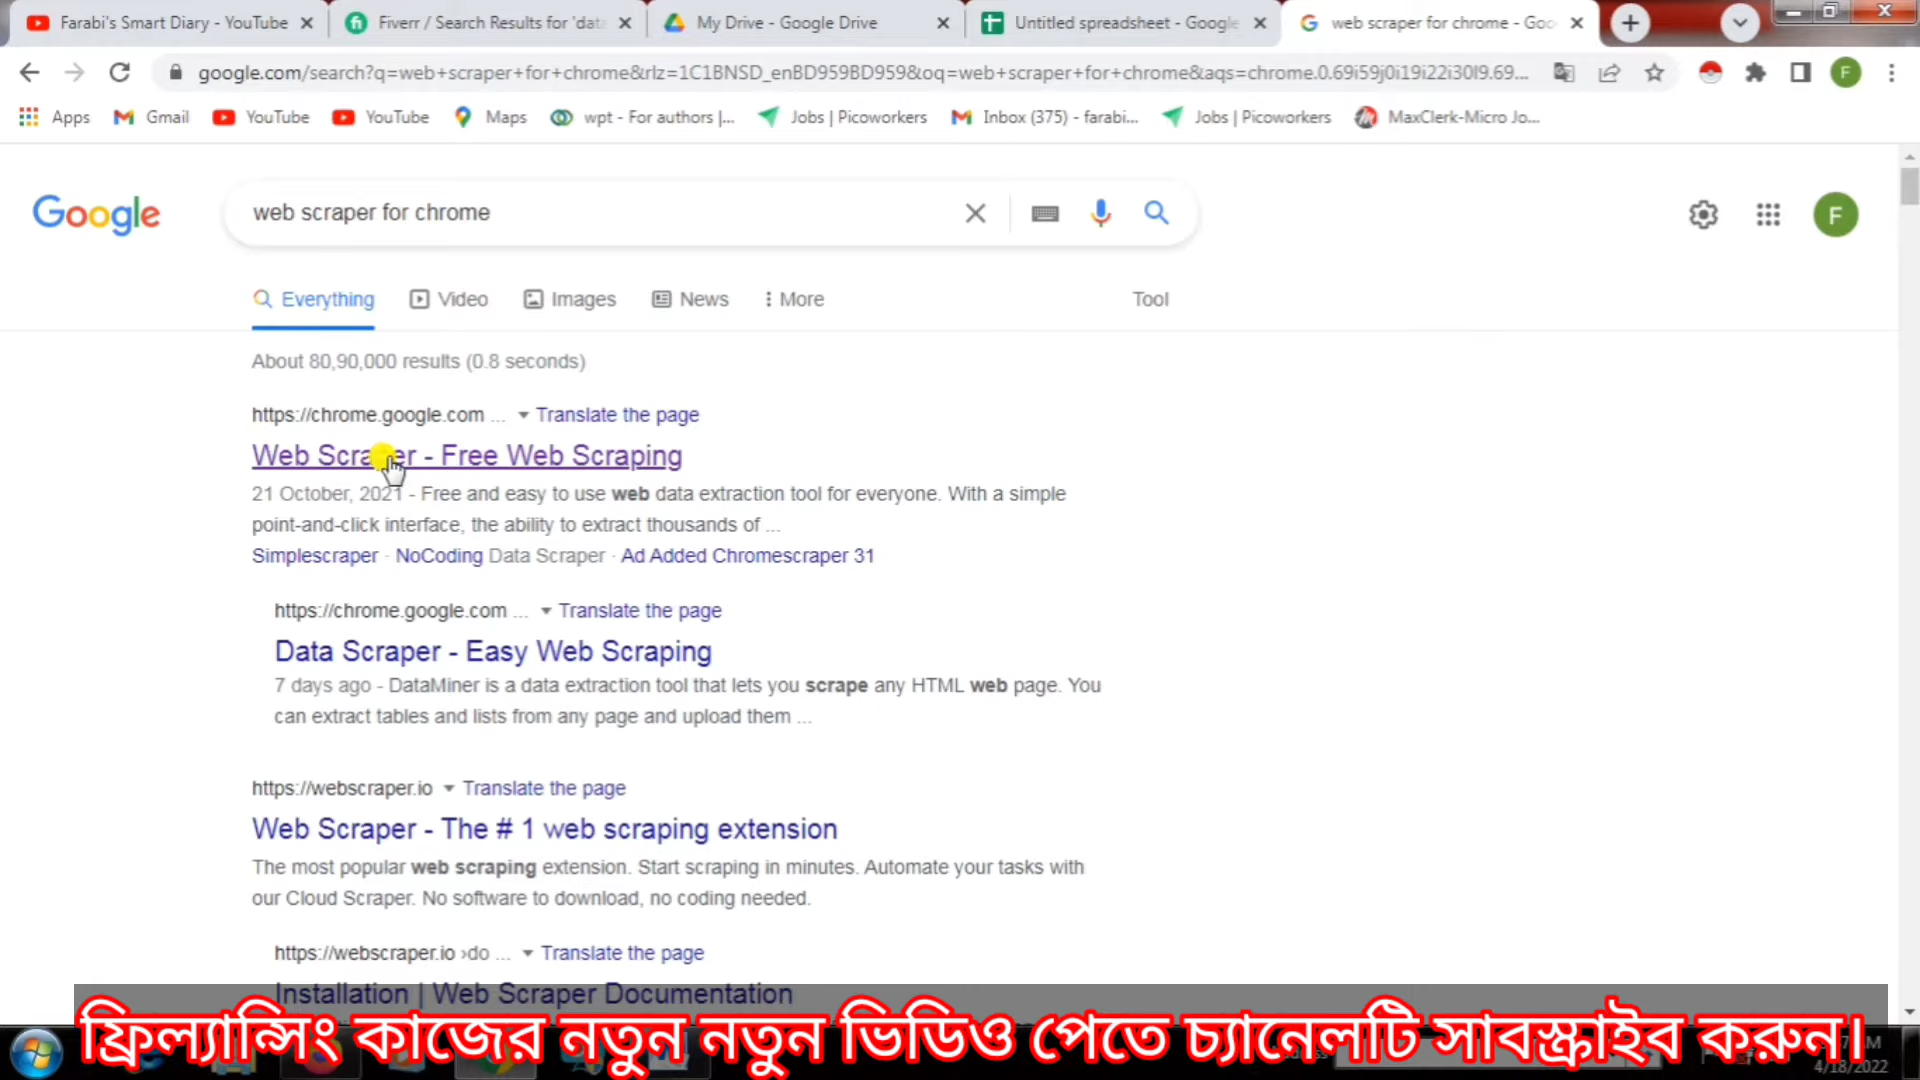 Farabi's Smart Diary - YouTube
Fiverr / Search Results for 'data
My Drive - Google Drive
Untitled spreadsheet - Google
web scraper for chrome - Goo
google.com/search?q=web+scraper+for+chrome&rlz=1C1BNSD_enBD959BD959&oq=web+scraper+for+chrome&aqs=chrome.0.69i59j0i19i22i30l9.69...
F
Apps
Gmail
YouTube
YouTube
Maps
wpt - For authors |...
Jobs | Picoworkers
Inbox (375) - farabi...
Jobs | Picoworkers
MaxClerk-Micro Jo...
Google
web scraper for chrome
F
Everything
Video
Images
News
More
Tool
About 80,90,000 results (0.8 seconds)
https://chrome.google.com ... Translate the page
Web Scraper - Free Web Scraping
21 October, 2021 - Free and easy to use web data extraction tool for everyone. With a simple
point-and-click interface, the ability to extract thousands of ...
Simplescraper · NoCoding Data Scraper · Ad Added Chromescraper 31
https://chrome.google.com ... Translate the page
Data Scraper - Easy Web Scraping
7 days ago - DataMiner is a data extraction tool that lets you scrape any HTML web page. You
can extract tables and lists from any page and upload them ...
https://webscraper.io Translate the page
Web Scraper - The # 1 web scraping extension
The most popular web scraping extension. Start scraping in minutes. Automate your tasks with
our Cloud Scraper. No software to download, no coding needed.
https://webscraper.io ›do ... Translate the page
Installation | Web Scraper Documentation
ফ্রিল্যান্সিং কাজের নতুন নতুন ভিডিও পেতে চ্যানেলটি সাবস্ক্রাইব করুন।
4/18/2022